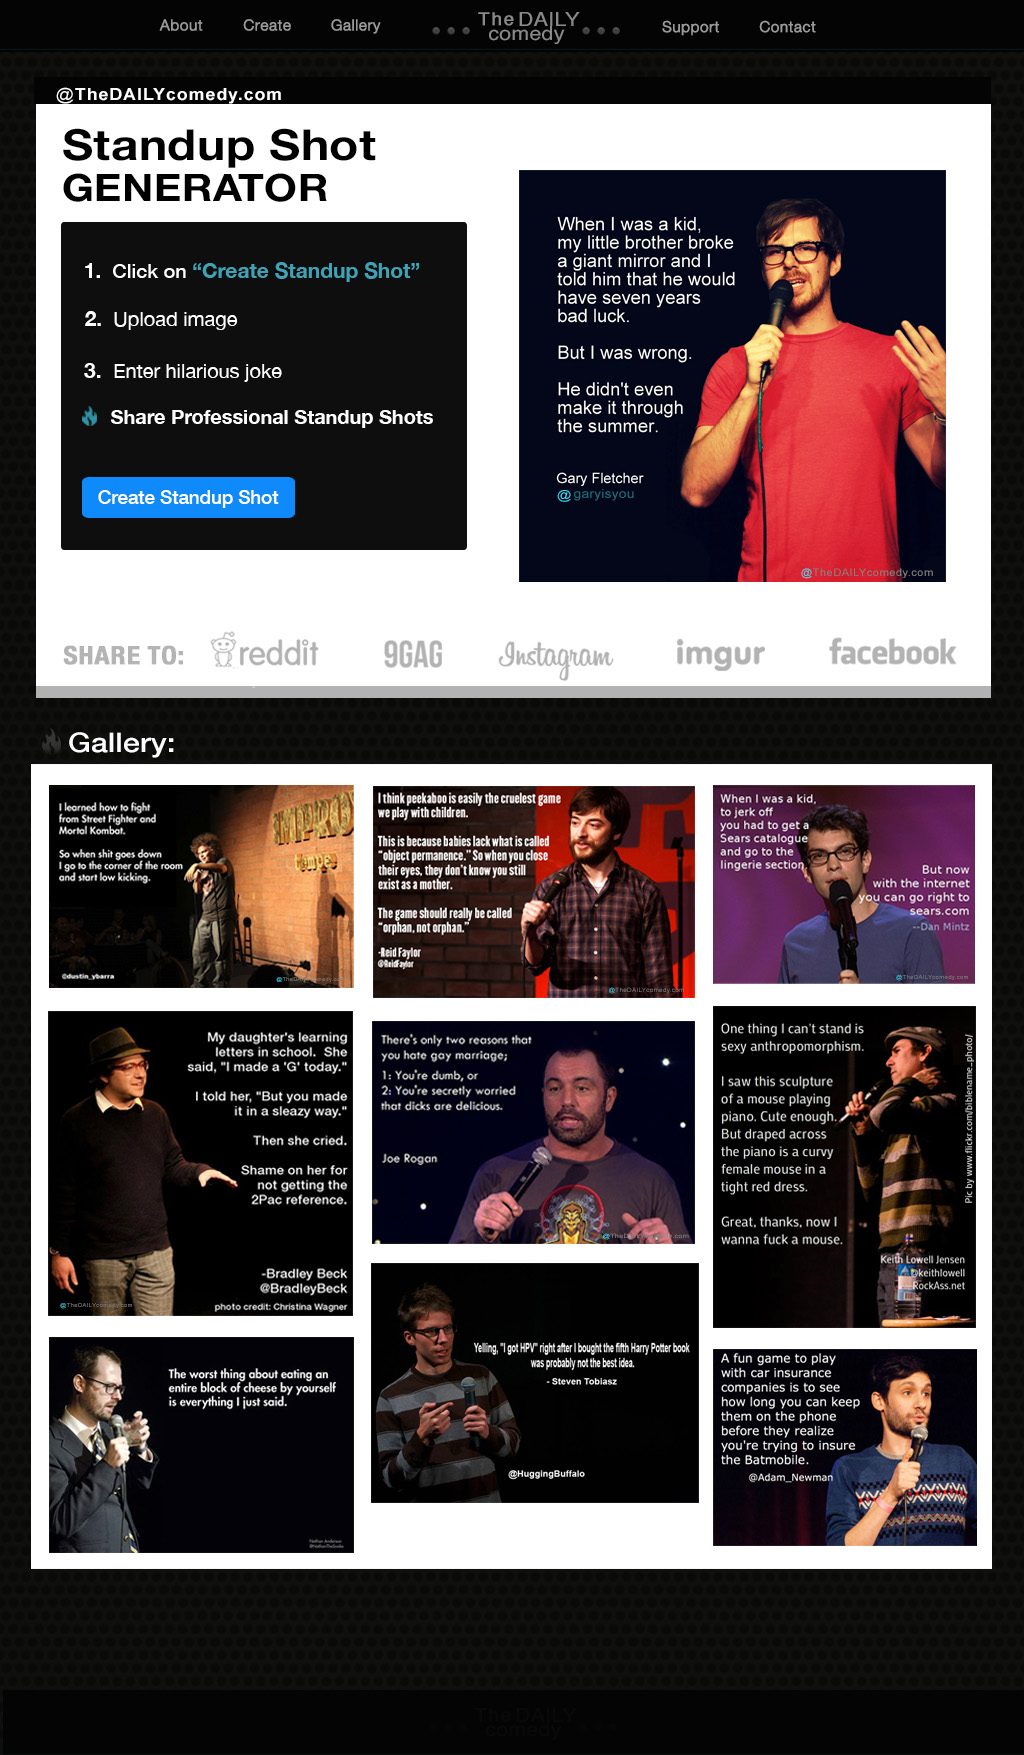 About
Create
Gallery
The DAILY
comedy
Support
Contact
@TheDAILYcomedy.com
Standup Shot
GENERATOR
1. Click on “Create Standup Shot”
2. Upload image
3. Enter hilarious joke
Share Professional Standup Shots
Create Standup Shot
When I was a kid,
my little brother broke
a giant mirror and I
told him that he would
have seven years
bad luck.
But I was wrong.
He didn't even
make it through
the summer.
Gary Fletcher
@garyisyou
@TheDAILYcomedy.com
SHARE TO:
reddit
9GAG
Instagram
imgur
facebook
Gallery:
I learned how to fight
from Street Fighter and
Mortal Kombat.
So when shit goes down
I go to the corner of the room
and start low kicking.
IMPRO
@dustin_ybarra
I think peekaboo is easily the cruelest game
we play with children.
This is because babies lack what is called
"object permanence." So when you close
their eyes, they don't know you still
exist as a mother.
The game should really be called
"orphan, not orphan."
-Reid Faylor
@ReidFaylor
@TheDAILYcomedy.com
When I was a kid,
to jerk off
you had to get a
Sears catalogue
and go to the
lingerie section.
But now
with the internet
you can go right to
sears.com
--Dan Mintz
@TheDAILYcomedy.com
My daughter's learning
letters in school. She
said, "I made a 'G' today."
I told her, "But you made
it in a sleazy way."
Then she cried.
Shame on her for
not getting the
2Pac reference.
-Bradley Beck
@BradleyBeck
photo credit: Christina Wagner
@TheDAILYcomedy.com
There's only two reasons that
you hate gay marriage;
1: You're dumb, or
2: You're secretly worried
that dicks are delicious.
Joe Rogan
@TheDAILYcomedy.com
One thing I can't stand is
sexy anthropomorphism.
I saw this sculpture
of a mouse playing
piano. Cute enough.
But draped across
the piano is a curvy
female mouse in a
tight red dress.
Great, thanks, now I
wanna fuck a mouse.
Keith Lowell Jensen
@keithlowell
RockAss.net
Pic by www.flickr.com/biblename_photo/
The worst thing about eating an
entire block of cheese by yourself
is everything I just said.
Yelling, "I got HPV" right after I bought the fifth Harry Potter book
was probably not the best idea.
- Steven Tobiasz
@HuggingBuffalo
A fun game to play
with car insurance
companies is to see
how long you can keep
them on the phone
before they realize
you're trying to insure
the Batmobile.
@Adam_Newman
The DAILY
comedy